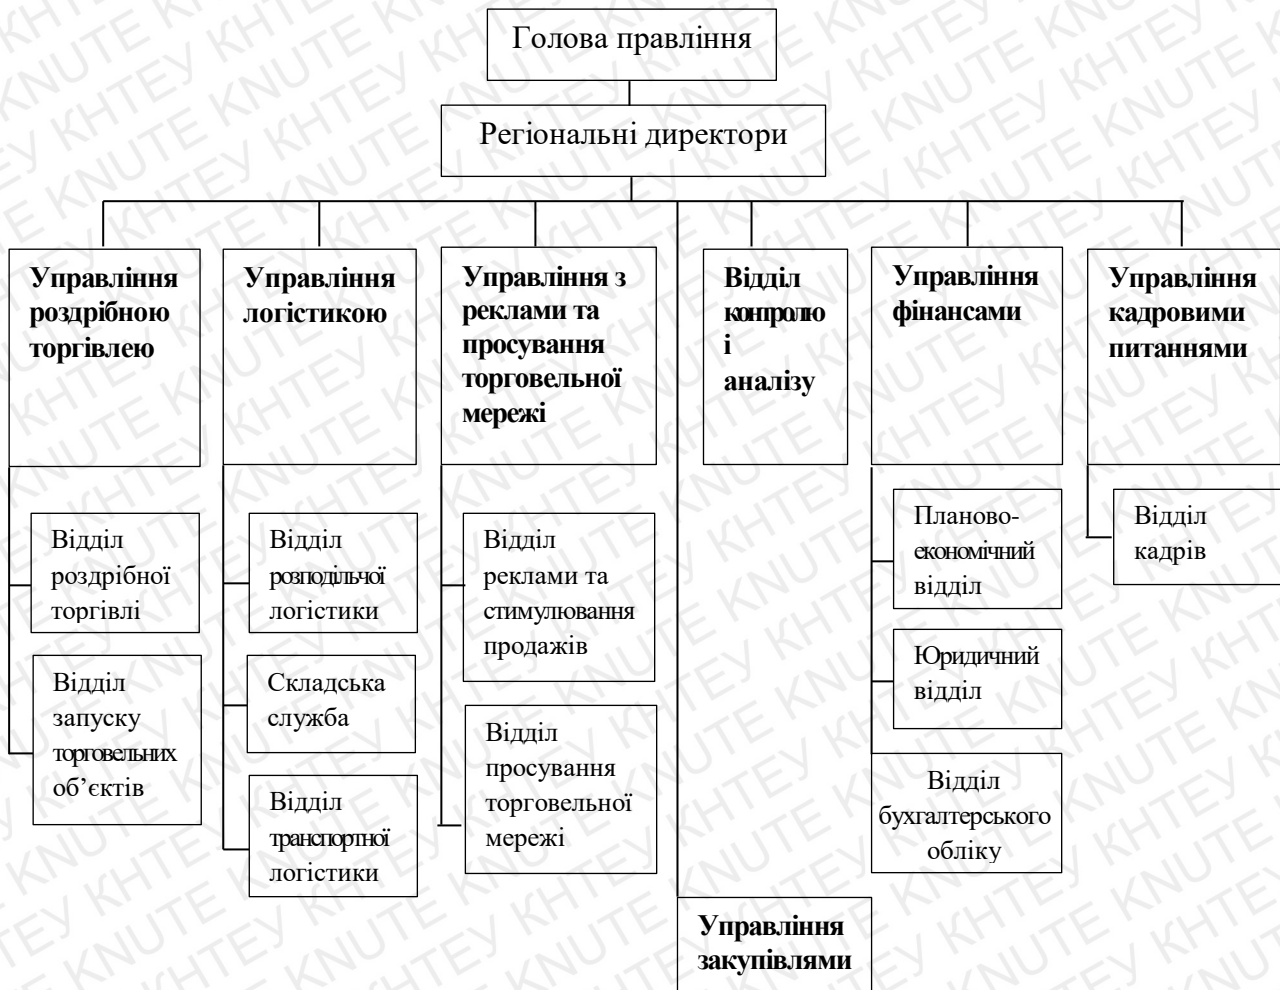 Голова правління
Регіональні директори
Управління
роздрібною
торгівлею
Управління
логістикою
Управління з
реклами та
просування
торговельної
мережі
Відділ
контролю
і
аналізу
Управління
фінансами
Управління
кадровими
питаннями
Відділ
роздрібної
торгівлі
Відділ
запуску
торговельних
об’єктів
Відділ
розподільчої
логістики
Складська
служба
Відділ
транспортної
логістики
Відділ
реклами та
стимулювання
продажів
Відділ
просування
торговельної
мережі
Планово-
економічний
відділ
Юридичний
відділ
Відділ
бухгалтерського
обліку
Відділ
кадрів
Управління
закупівлями
KNUTE КНТЕУ